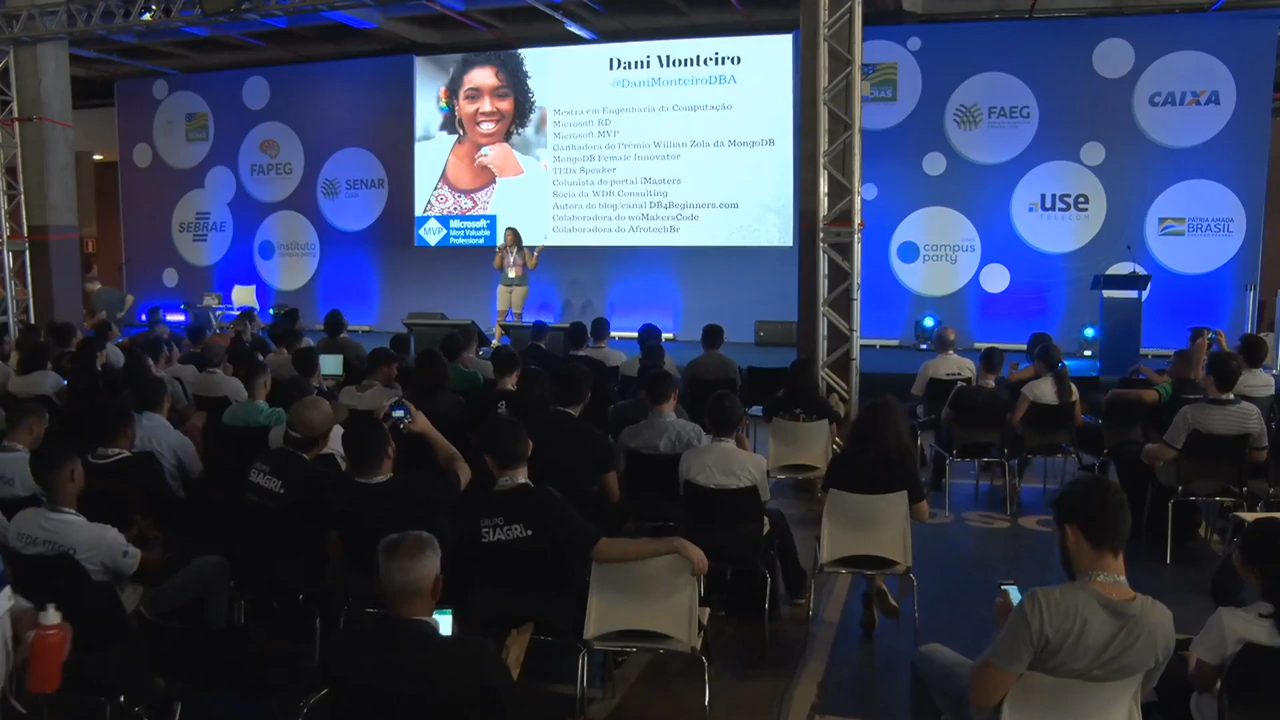 Dani Monteiro
@DaniMonteiroDBA
Mestra em Engenharia da Computação
Microsoft RD
Microsoft MVP
Ganhadora do Prêmio Willian Zola da MongoDB
MongoDB Female Innovator
TEDx Speaker
Colunista do portal iMasters
Sócia da WDB Consulting
Autora do blog/canal DB4Beginners.com
Colaboradora do woMakersCode
Colaboradora do AfrotechBr
MVP
Microsoft®
Most Valuable
Professional
FAPEG
SENAR
SEBRAE
instituto
campus party
FAEG
CAIXA
use
TELECOM
campus
party
PÁTRIA AMADA
BRASIL
SIAGRI.
GRUPO
SIAGRI.